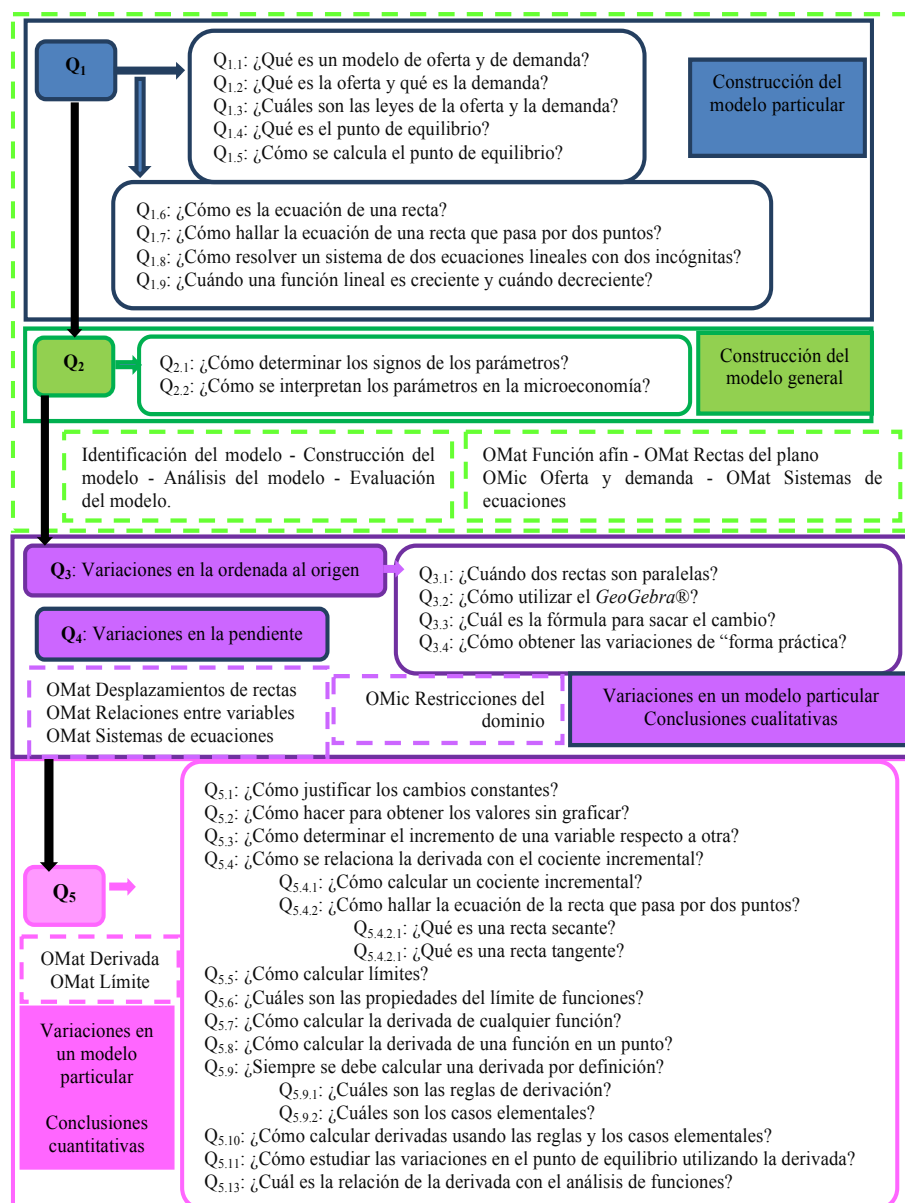 Q1
Q1.1: ¿Qué es un modelo de oferta y de demanda?
Q1.2: ¿Qué es la oferta y qué es la demanda?
Q1.3: ¿Cuáles son las leyes de la oferta y la demanda?
Q1.4: ¿Qué es el punto de equilibrio?
Q1.5: ¿Cómo se calcula el punto de equilibrio?
Construcción del
modelo particular
Q1.6: ¿Cómo es la ecuación de una recta?
Q1.7: ¿Cómo hallar la ecuación de una recta que pasa por dos puntos?
Q1.8: ¿Cómo resolver un sistema de dos ecuaciones lineales con dos incógnitas?
Q1.9: ¿Cuándo una función lineal es creciente y cuándo decreciente?
Q2
Q2.1: ¿Cómo determinar los signos de los parámetros?
Q2.2: ¿Cómo se interpretan los parámetros en la microeconomía?
Construcción del
modelo general
Identificación del modelo - Construcción del
modelo - Análisis del modelo - Evaluación
del modelo.
OMat Función afín - OMat Rectas del plano
OMic Oferta y demanda - OMat Sistemas de
ecuaciones
Q3: Variaciones en la ordenada al origen
Q3.1: ¿Cuándo dos rectas son paralelas?
Q3.2: ¿Cómo utilizar el GeoGebra®?
Q3.3: ¿Cuál es la fórmula para sacar el cambio?
Q3.4: ¿Cómo obtener las variaciones de “forma práctica?
Q4: Variaciones en la pendiente
OMat Desplazamientos de rectas
OMat Relaciones entre variables
OMat Sistemas de ecuaciones
OMic Restricciones del
dominio
Variaciones en un modelo particular
Conclusiones cualitativas
Q5
Q5.1: ¿Cómo justificar los cambios constantes?
Q5.2: ¿Cómo hacer para obtener los valores sin graficar?
Q5.3: ¿Cómo determinar el incremento de una variable respecto a otra?
Q5.4: ¿Cómo se relaciona la derivada con el cociente incremental?
Q5.4.1: ¿Cómo calcular un cociente incremental?
Q5.4.2: ¿Cómo hallar la ecuación de la recta que pasa por dos puntos?
Q5.4.2.1: ¿Qué es una recta secante?
Q5.4.2.1: ¿Qué es una recta tangente?
Q5.5: ¿Cómo calcular límites?
Q5.6: ¿Cuáles son las propiedades del límite de funciones?
Q5.7: ¿Cómo calcular la derivada de cualquier función?
Q5.8: ¿Cómo calcular la derivada de una función en un punto?
Q5.9: ¿Siempre se debe calcular una derivada por definición?
Q5.9.1: ¿Cuáles son las reglas de derivación?
Q5.9.2: ¿Cuáles son los casos elementales?
Q5.10: ¿Cómo calcular derivadas usando las reglas y los casos elementales?
Q5.11: ¿Cómo estudiar las variaciones en el punto de equilibrio utilizando la derivada?
Q5.13: ¿Cuál es la relación de la derivada con el análisis de funciones?
OMat Derivada
OMat Límite
Variaciones en
un modelo
particular
Conclusiones
cuantitativas